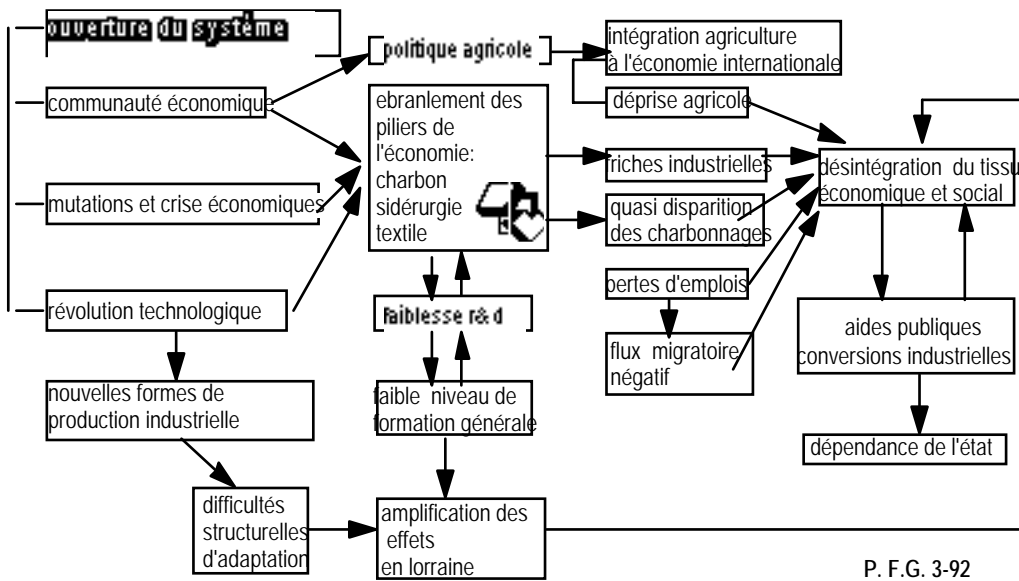 ouverture du système
communauté économique
mutations et crise économiques
révolution technologique
nouvelles formes de
production industrielle
difficultés
structurelles
d'adaptation
politique agricole
ebranlement des
piliers de
l'économie:
charbon
sidérurgie
textile
faiblesse r&d
faible niveau de
formation générale
amplification des
effets
en lorraine
intégration agriculture
à l'économie internationale
déprise agricole
friches industrielles
quasi disparition
des charbonnages
pertes d'emplois
flux migratoire
négatif
désintégration du tissu
économique et social
aides publiques
conversions industrielles
dépendance de l'état
P. F.G. 3-92